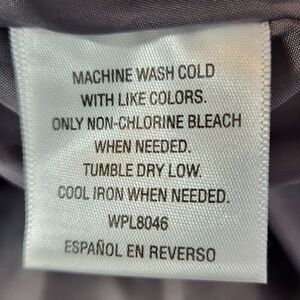 MACHINE WASH COLD
WITH LIKE COLORS.
ONLY NON-CHLORINE BLEACH
WHEN NEEDED.
TUMBLE DRY LOW.
COOL IRON WHEN NEEDED.
WPL8046
ESPAÑOL EN REVERSO